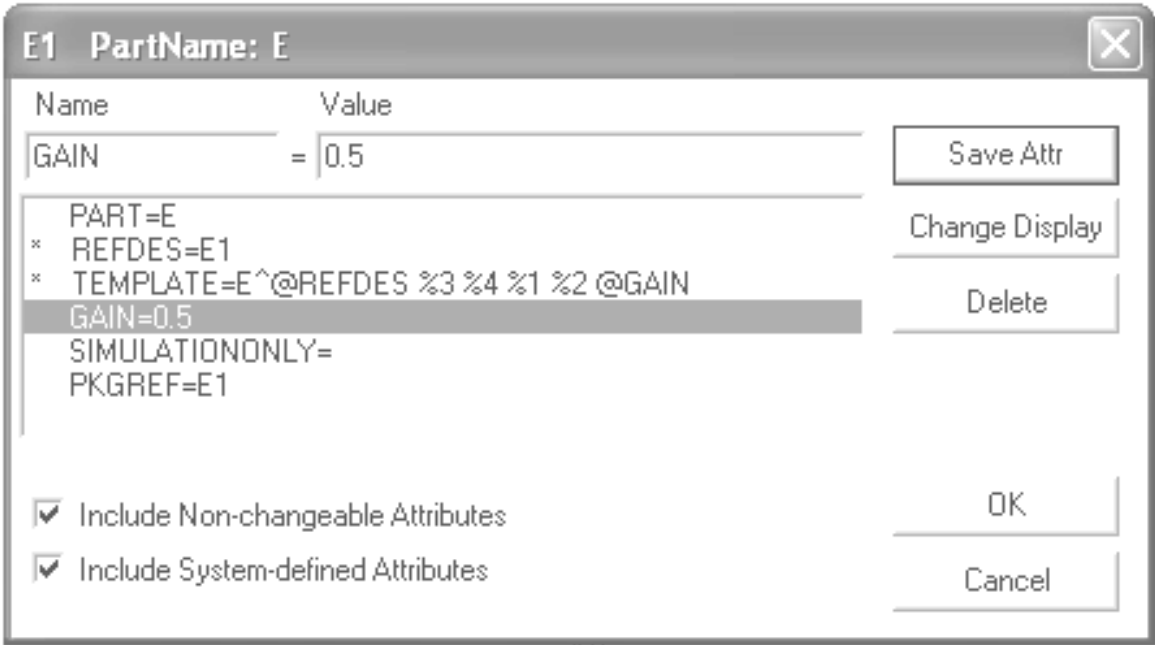 E1 PartName: E
Name Value
GAIN = 0.5
Save Attr
PART=E
* REFDES=E1
Change Display
* TEMPLATE=E^@REFDES %3 %4 %1 %2 @GAIN
GAIN=0.5
Delete
SIMULATIONONLY=
PKGREF=E1
Include Non-changeable Attributes
OK
Include System-defined Attributes
Cancel